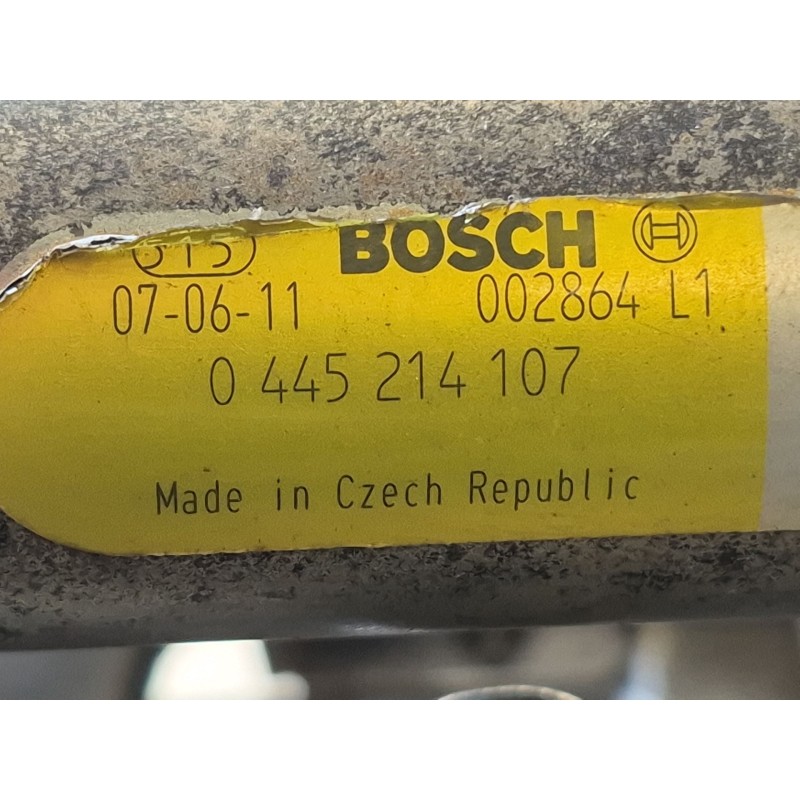 BOSCH
07-06-11 002864 L1
0 445 214 107
Made in Czech Republic